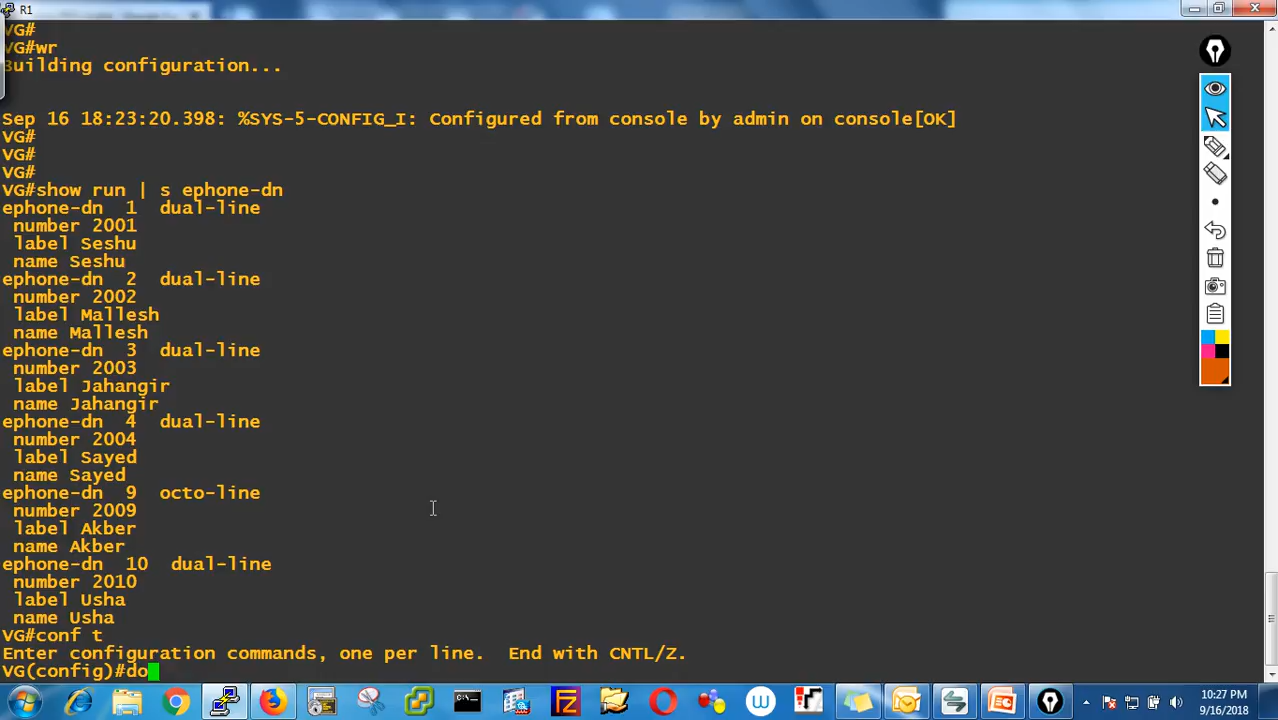 R1
VG#
VG#wr
Building configuration...
Sep 16 18:23:20.398: %SYS-5-CONFIG_I: Configured from console by admin on console[OK]
VG#
VG#
VG#
VG#show run | s ephone-dn
ephone-dn  1  dual-line
 number 2001
 label Seshu
 name Seshu
ephone-dn  2  dual-line
 number 2002
 label Mallesh
 name Mallesh
ephone-dn  3  dual-line
 number 2003
 label Jahangir
 name Jahangir
ephone-dn  4  dual-line
 number 2004
 label Sayed
 name Sayed
ephone-dn  9  octo-line
 number 2009
 label Akber
 name Akber
ephone-dn  10  dual-line
 number 2010
 label Usha
 name Usha
VG#conf t
Enter configuration commands, one per line.  End with CNTL/Z.
VG(config)#do
10:27 PM
9/16/2018